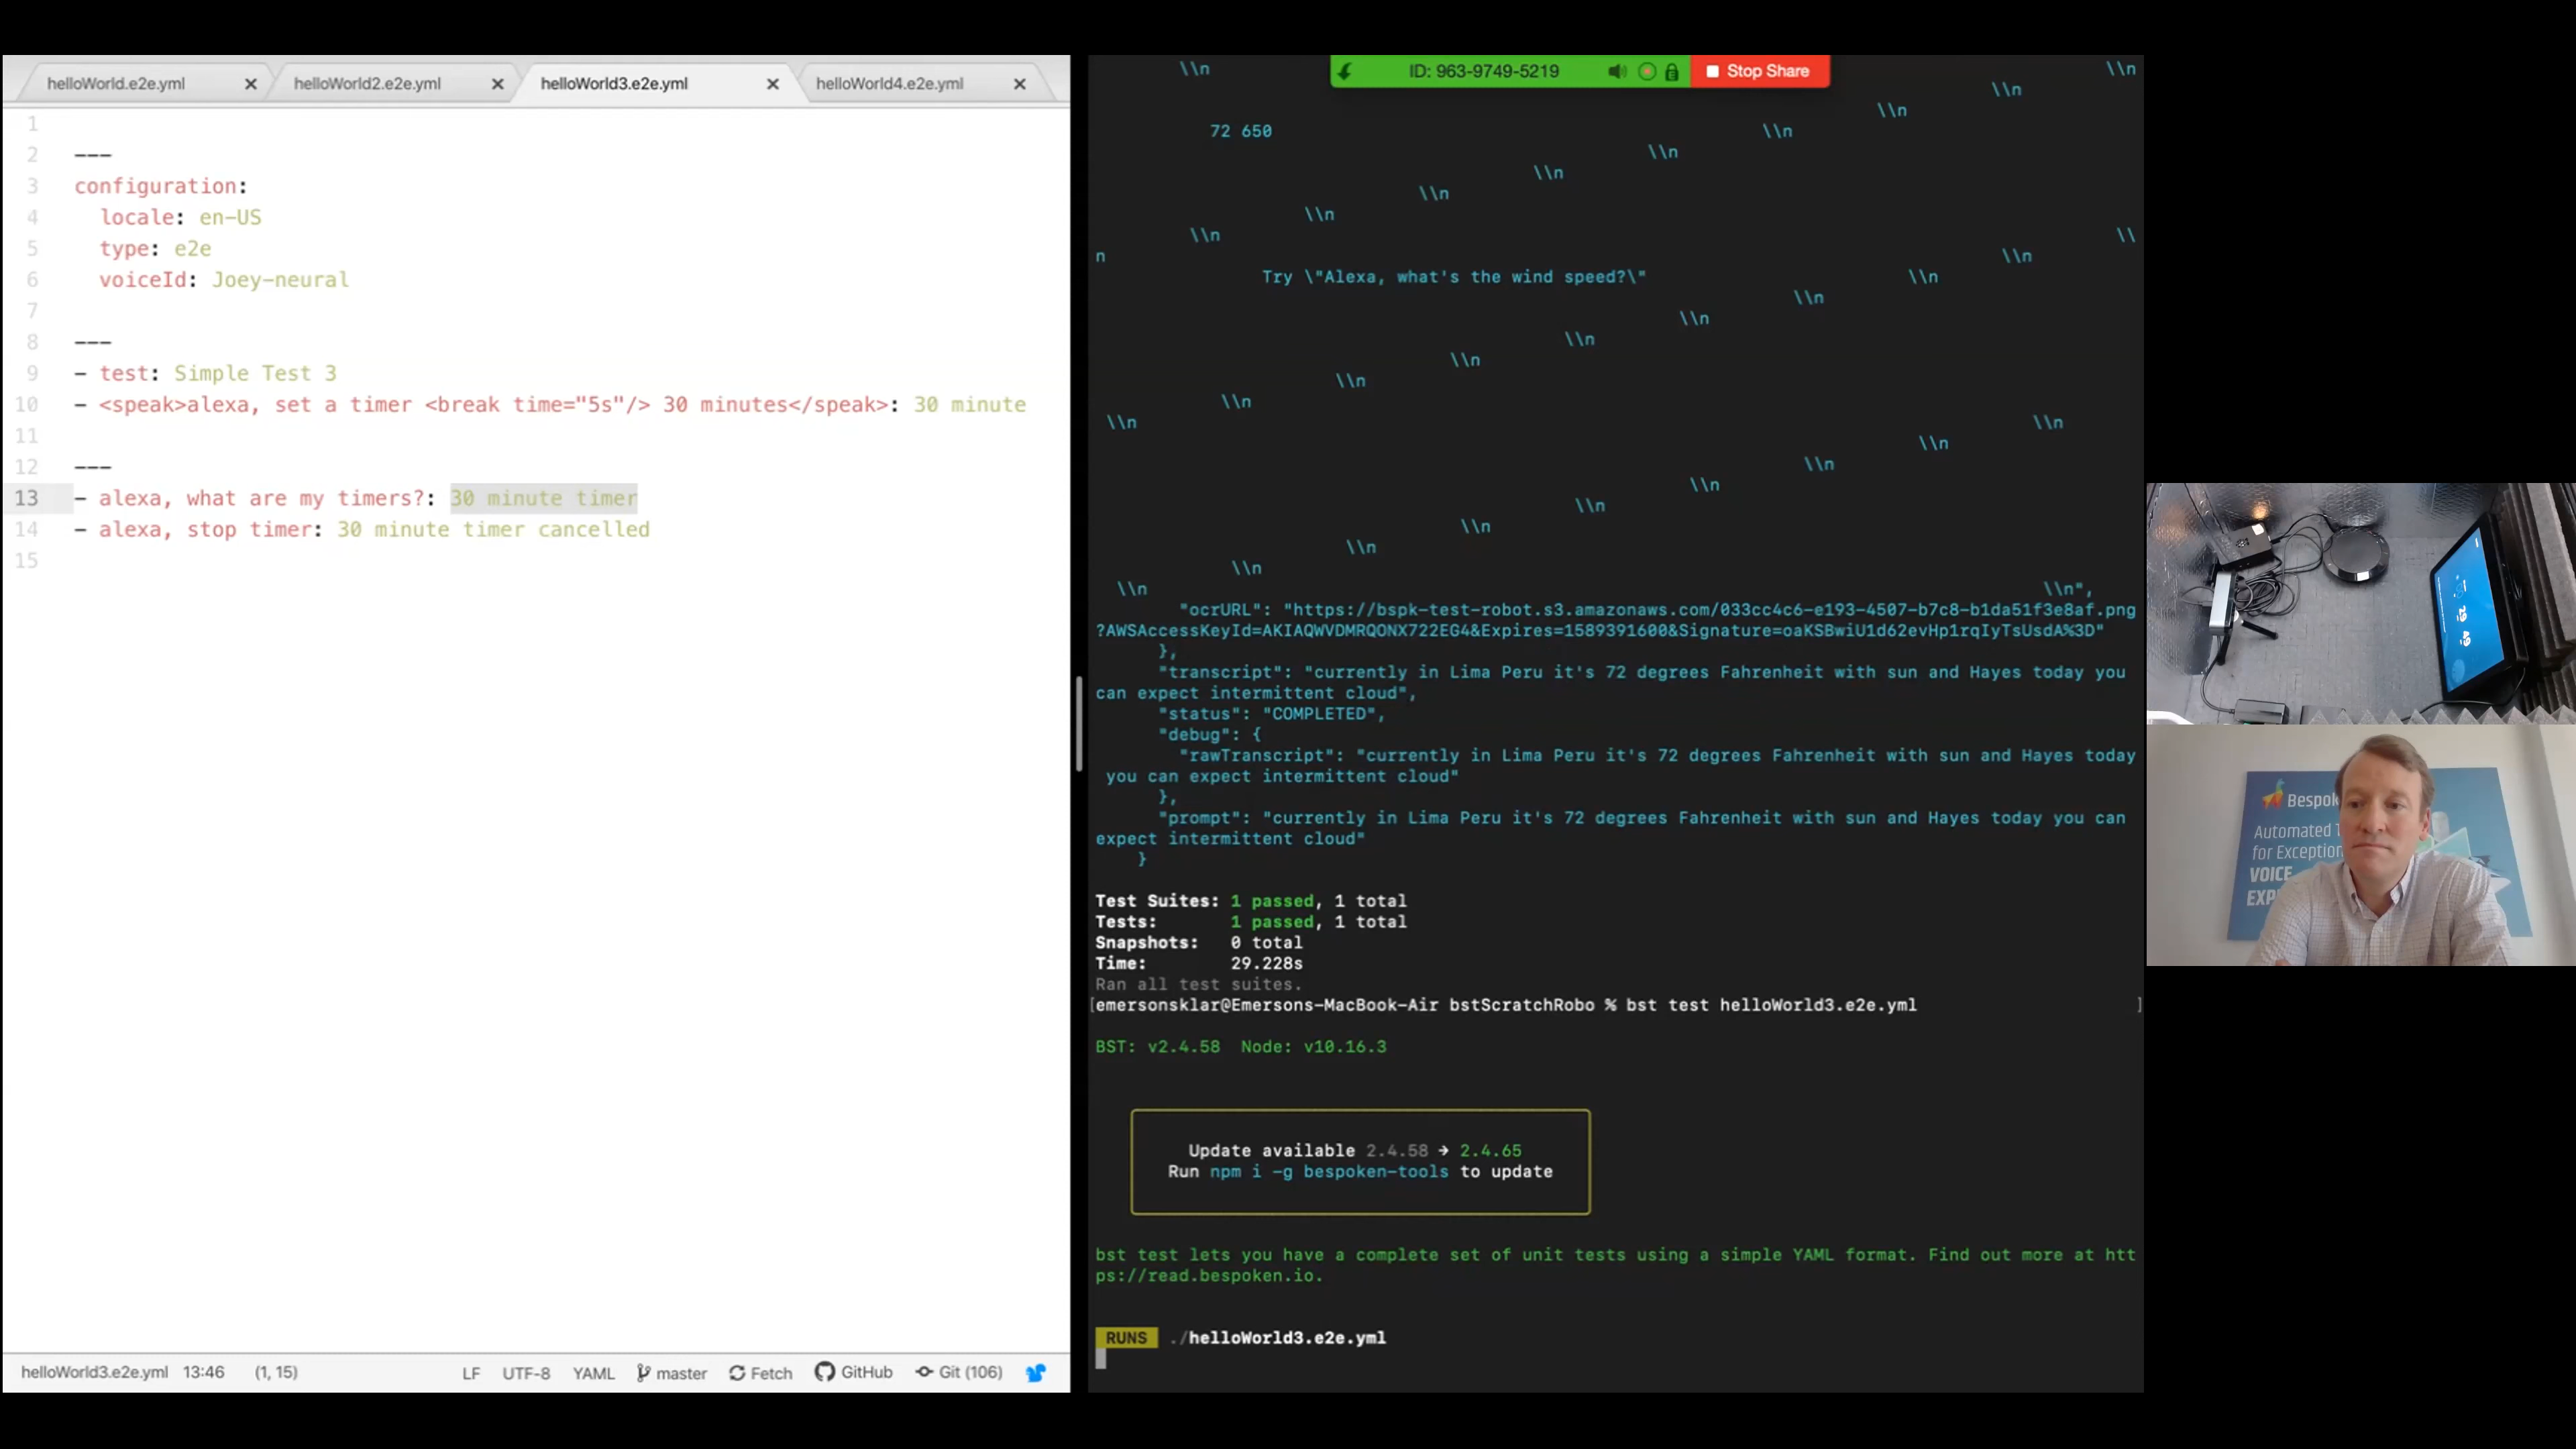 helloWorld.e2e.yml
helloWorld2.e2e.yml
helloWorld3.e2e.yml
helloWorld4.e2e.yml
1
2 ---
3 configuration:
4 locale: en-US
5 type: e2e
6 voiceId: Joey-neural
7
8 ---
9 - test: Simple Test 3
10 - <speak>alexa, set a timer <break time="5s"/> 30 minutes</speak>: 30 minute
11
12 ---
13 - alexa, what are my timers?: 30 minute timer
14 - alexa, stop timer: 30 minute timer cancelled
15
helloWorld3.e2e.yml 13:46 (1, 15) LF UTF-8 YAML master Fetch GitHub Git (106)
ID: 963-9749-5219 Stop Share
\\n \\n
\\n
\\n
72 650 \\n
\\n
\\n
\\n
\\n
\\n \\
n \\n
Try \"Alexa, what's the wind speed?\" \\n
\\n
\\n
\\n
\\n
\\n
\\n
\\n \\n
\\n
\\n
\\n
\\n
\\n
\\n
\\n
\\n \\n",
"ocrURL": "https://bspk-test-robot.s3.amazonaws.com/033cc4c6-e193-4507-b7c8-b1da51f3e8af.png
?AWSAccessKeyId=AKIAQWVDMRQONX722EG4&Expires=1589391600&Signature=oaKSBwiU1d62evHp1rqIyTsUsdA%3D"
},
"transcript": "currently in Lima Peru it's 72 degrees Fahrenheit with sun and Hayes today you
can expect intermittent cloud",
"status": "COMPLETED",
"debug": {
"rawTranscript": "currently in Lima Peru it's 72 degrees Fahrenheit with sun and Hayes today
you can expect intermittent cloud"
},
"prompt": "currently in Lima Peru it's 72 degrees Fahrenheit with sun and Hayes today you can
expect intermittent cloud"
}
Test Suites: 1 passed, 1 total
Tests: 1 passed, 1 total
Snapshots: 0 total
Time: 29.228s
Ran all test suites.
[emersonsklar@Emersons-MacBook-Air bstScratchRobo % bst test helloWorld3.e2e.yml ]
BST: v2.4.58 Node: v10.16.3
Update available 2.4.58 → 2.4.65
Run npm i -g bespoken-tools to update
bst test lets you have a complete set of unit tests using a simple YAML format. Find out more at htt
ps://read.bespoken.io.
RUNS ./helloWorld3.e2e.yml
Bespok
Automated T
for Exception
VOICE
EXP